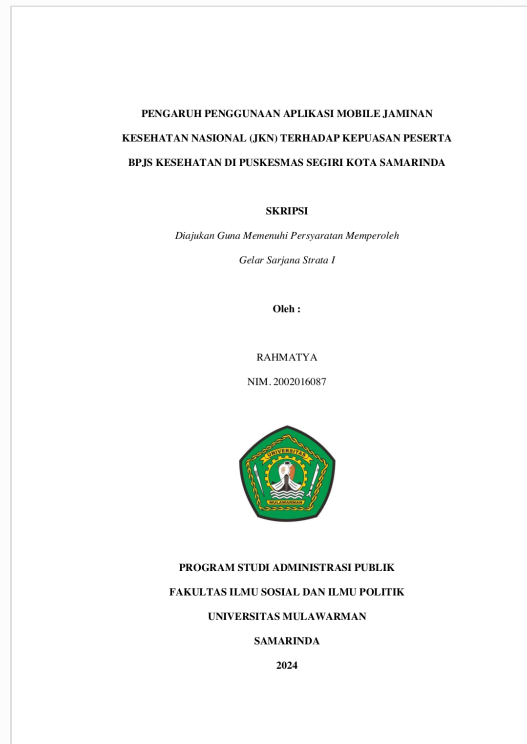 PENGARUH PENGGUNAAN APLIKASI MOBILE JAMINAN
KESEHATAN NASIONAL (JKN) TERHADAP KEPUASAN PESERTA
BPJS KESEHATAN DI PUSKESMAS SEGIRI KOTA SAMARINDA
SKRIPSI
Diajukan Guna Memenuhi Persyaratan Memperoleh
Gelar Sarjana Strata I
Oleh :
RAHMATYA
NIM. 2002016087
UNIVERSITAS
MULAWARMAN
PROGRAM STUDI ADMINISTRASI PUBLIK
FAKULTAS ILMU SOSIAL DAN ILMU POLITIK
UNIVERSITAS MULAWARMAN
SAMARINDA
2024